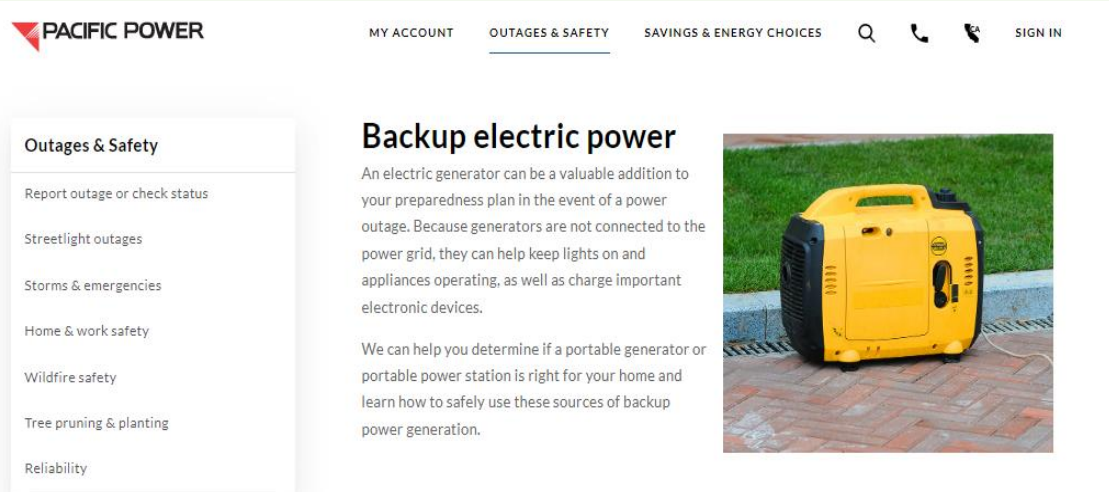 PACIFIC POWER
MY ACCOUNT
OUTAGES & SAFETY
SAVINGS & ENERGY CHOICES
CA
SIGN IN
Outages & Safety
Report outage or check status
Streetlight outages
Storms & emergencies
Home & work safety
Wildfire safety
Tree pruning & planting
Reliability
Backup electric power
An electric generator can be a valuable addition to
your preparedness plan in the event of a power
outage. Because generators are not connected to the
power grid, they can help keep lights on and
appliances operating, as well as charge important
electronic devices.
We can help you determine if a portable generator or
portable power station is right for your home and
learn how to safely use these sources of backup
power generation.